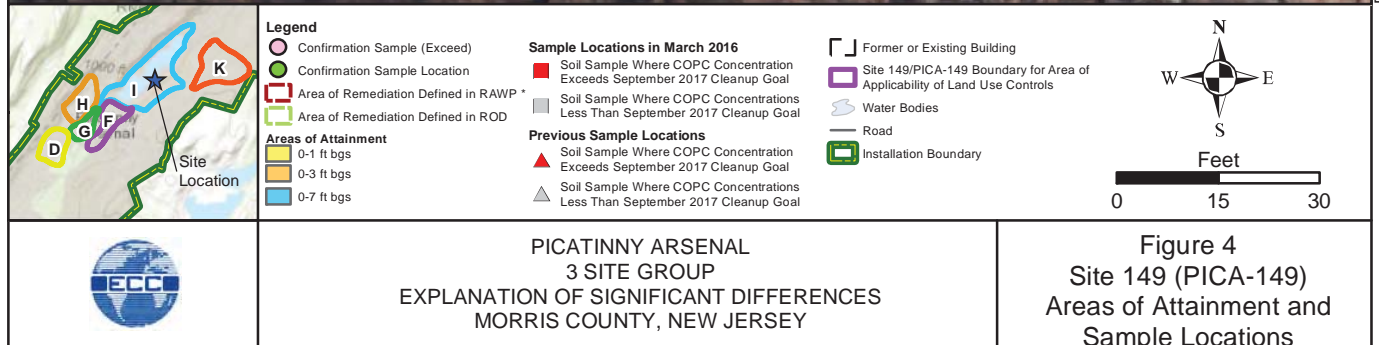 1000 ft
K
I
H
F
G
nal
D
Site
Location
Legend
Confirmation Sample (Exceed)
Confirmation Sample Location
Area of Remediation Defined in RAWP *
Area of Remediation Defined in ROD
Areas of Attainment
0-1 ft bgs
0-3 ft bgs
0-7 ft bgs
Sample Locations in March 2016
Soil Sample Where COPC Concentration
Exceeds September 2017 Cleanup Goal
Soil Sample Where COPC Concentrations
Less Than September 2017 Cleanup Goal
Previous Sample Locations
Soil Sample Where COPC Concentration
Exceeds September 2017 Cleanup Goal
Soil Sample Where COPC Concentrations
Less Than September 2017 Cleanup Goal
Former or Existing Building
Site 149/PICA-149 Boundary for Area of
Applicability of Land Use Controls
Water Bodies
Road
Installation Boundary
N
W E
S
Feet
0 15 30
ECC
PICATINNY ARSENAL
3 SITE GROUP
EXPLANATION OF SIGNIFICANT DIFFERENCES
MORRIS COUNTY, NEW JERSEY
Figure 4
Site 149 (PICA-149)
Areas of Attainment and
Sample Locations